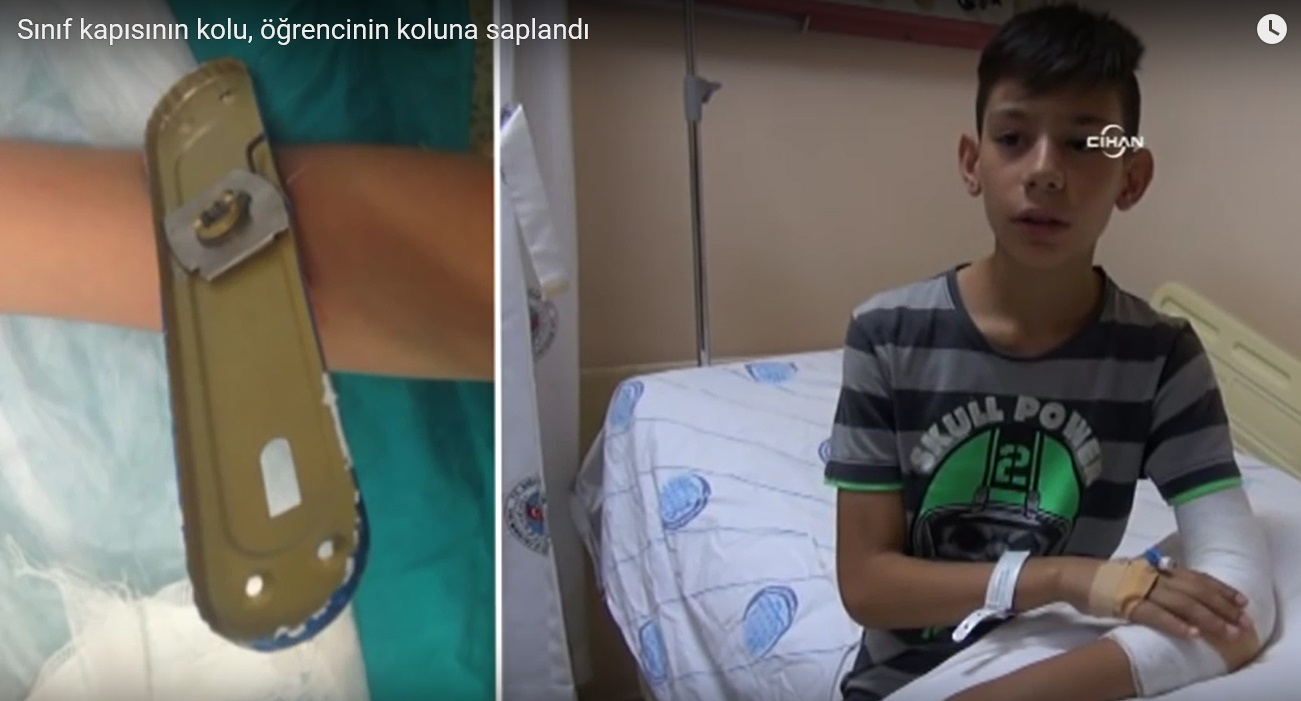 Sınıf kapısının kolu, öğrencinin koluna saplandı
CİHAN
SKULL POWER
2